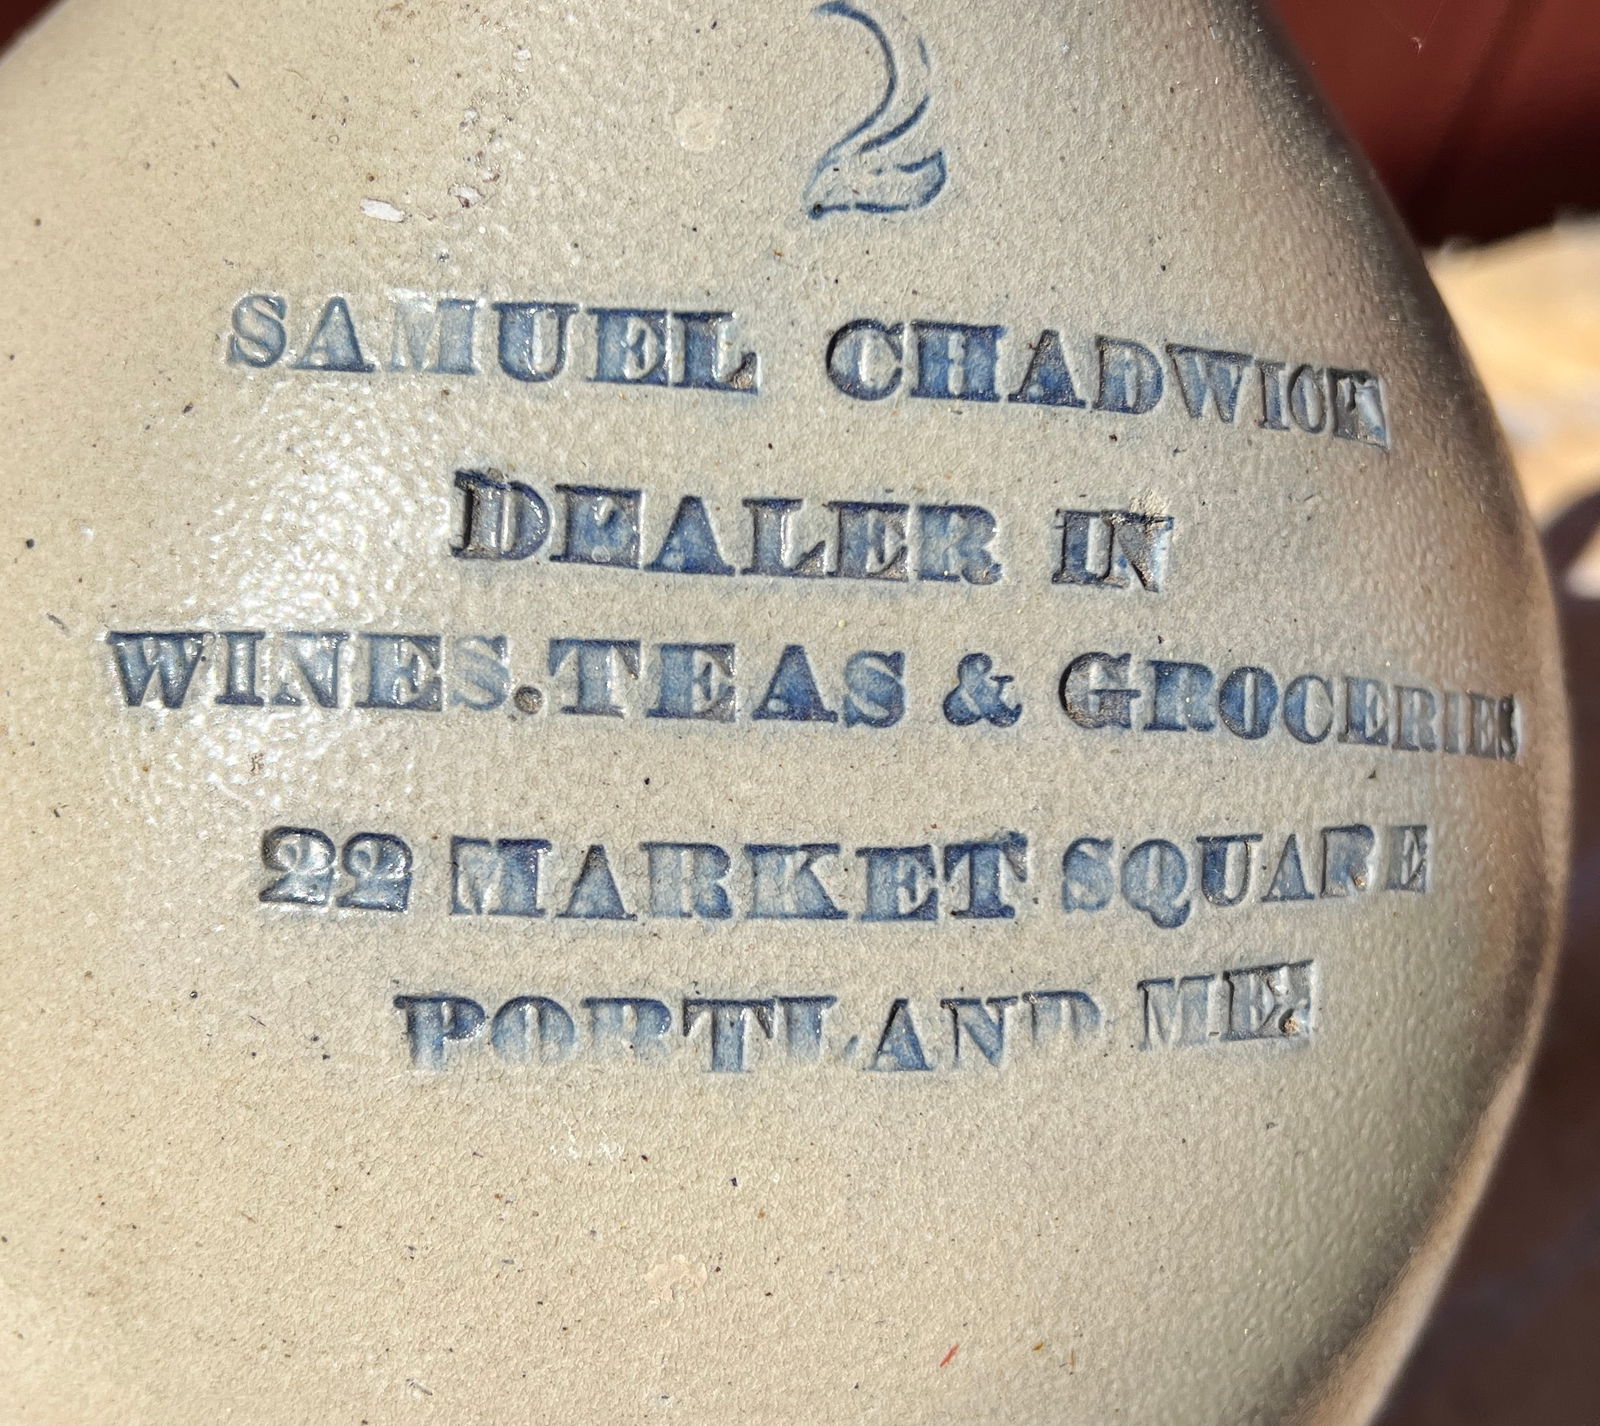 2
SAMUEL CHADWICK
DEALER IN
WINES.TEAS & GROCERIES
22 MARKET SQUARE
PORTLAND ME.